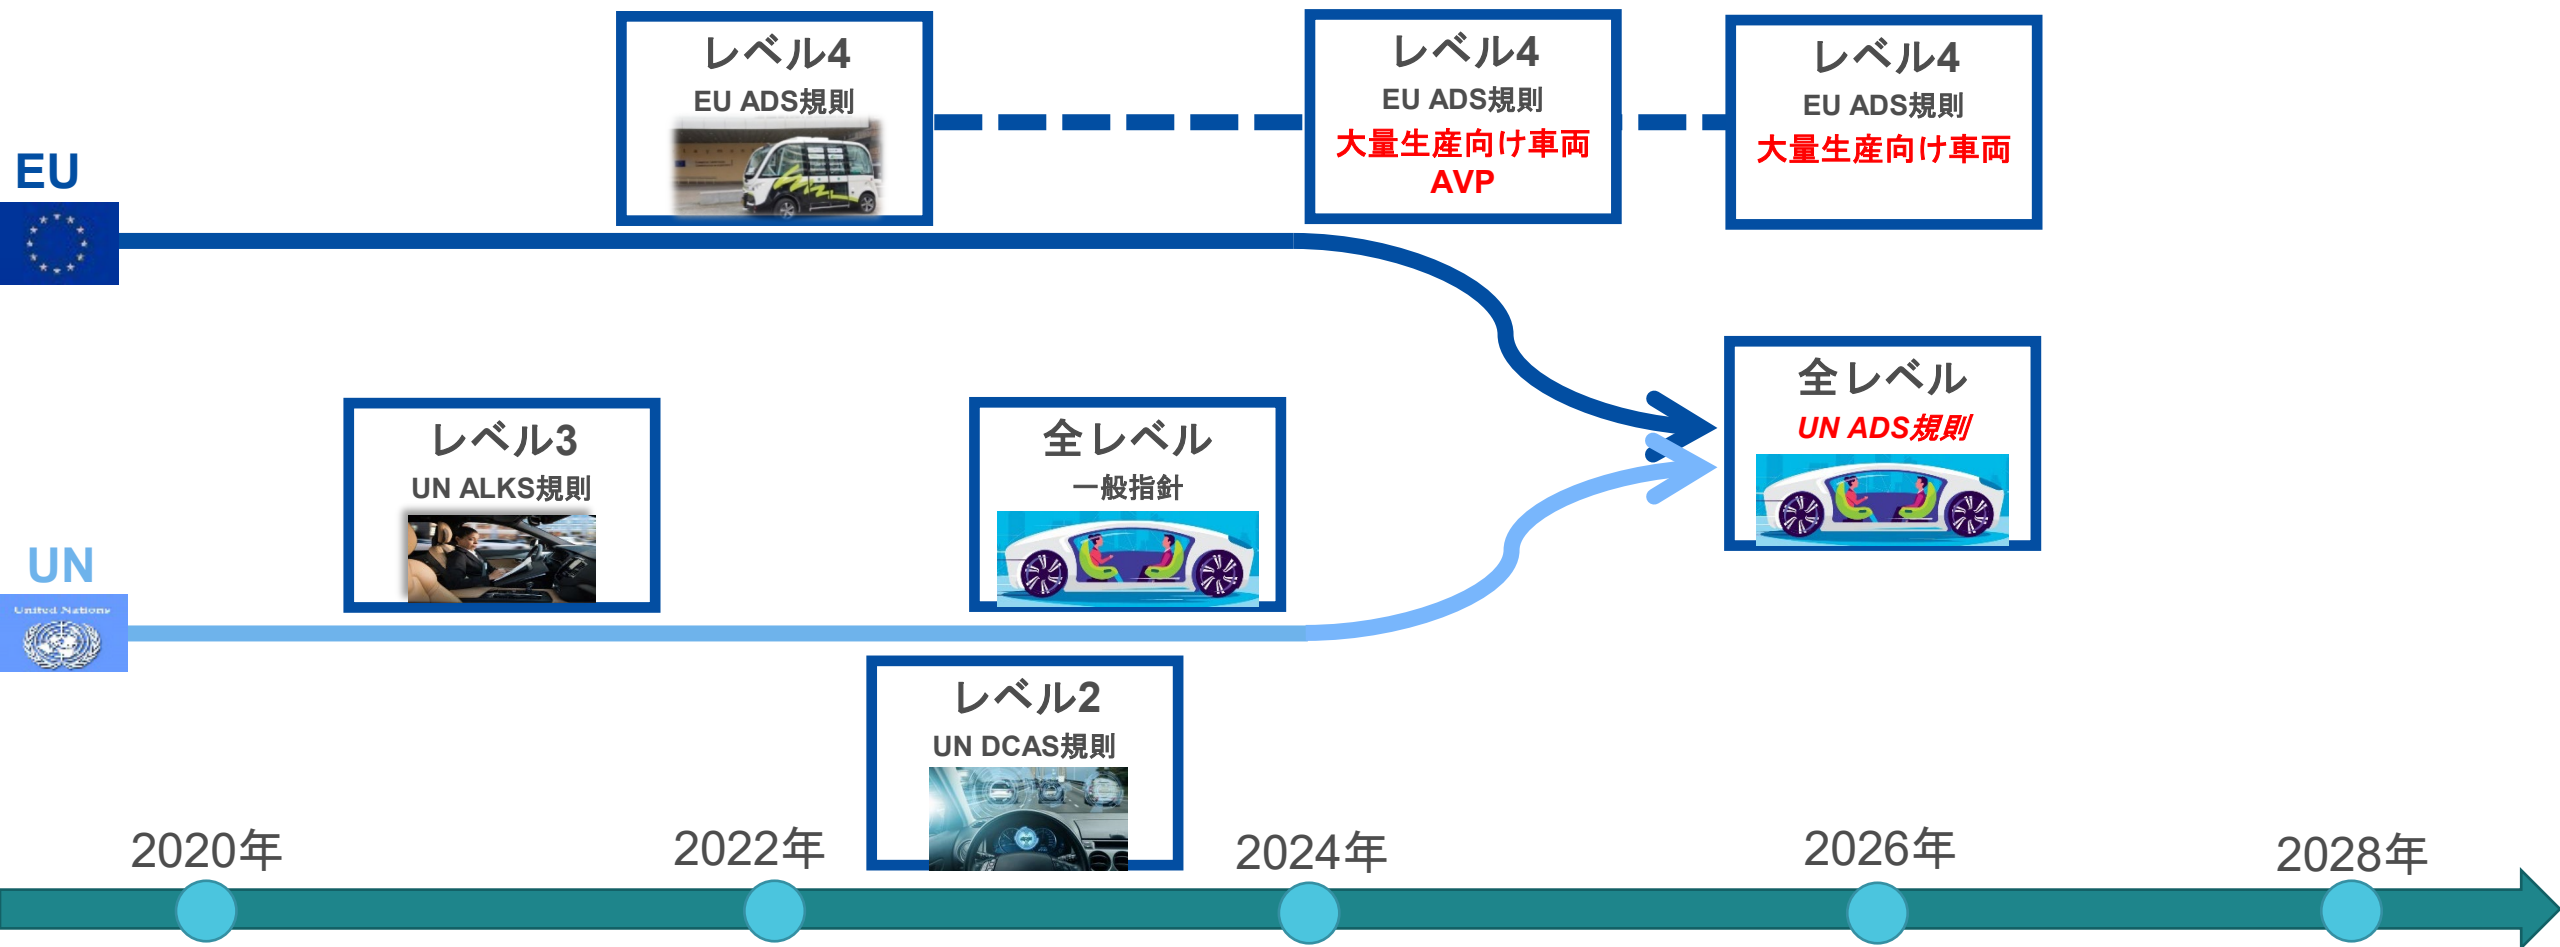 レベル4
EU ADS規則
レベル4
EU ADS規則
大量生産向け車両
AVP
レベル4
EU ADS規則
大量生産向け車両
EU
全レベル
UN ADS規則
レベル3
UN ALKS規則
全レベル
一般指針
UN
United Nations
レベル2
UN DCAS規則
2020年
2022年
2024年
2026年
2028年